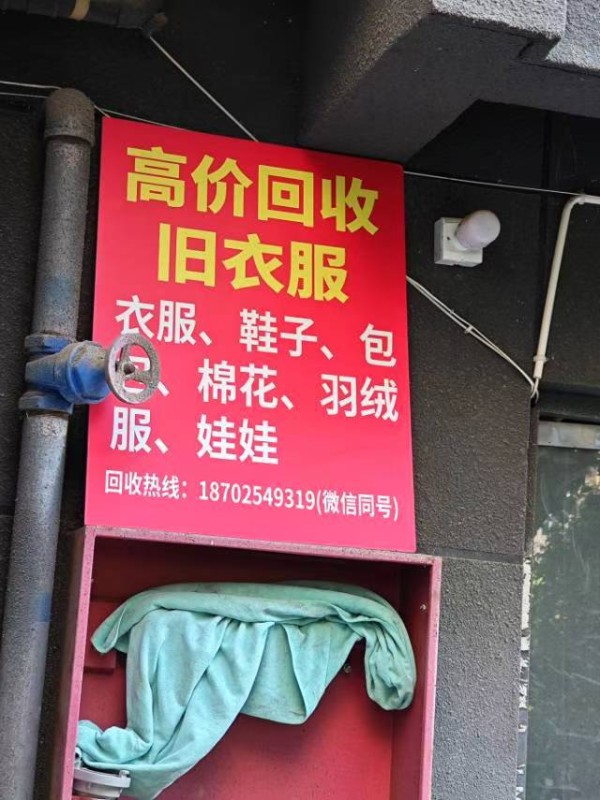 高价回收
旧衣服
衣服、鞋子、包
包、棉花、羽绒
服、娃娃
回收热线：18702549319(微信同号)